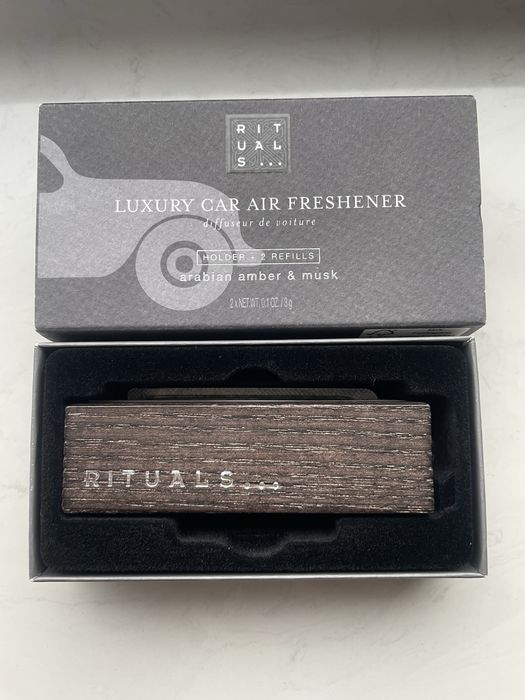 RIT
UAL
S...
LUXURY CAR AIR FRESHENER
diffuseur de voiture
HOLDER + 2 REFILLS
arabian amber & musk
2 x NET WT. 0.1 OZ. / 3 g
RITUALS...